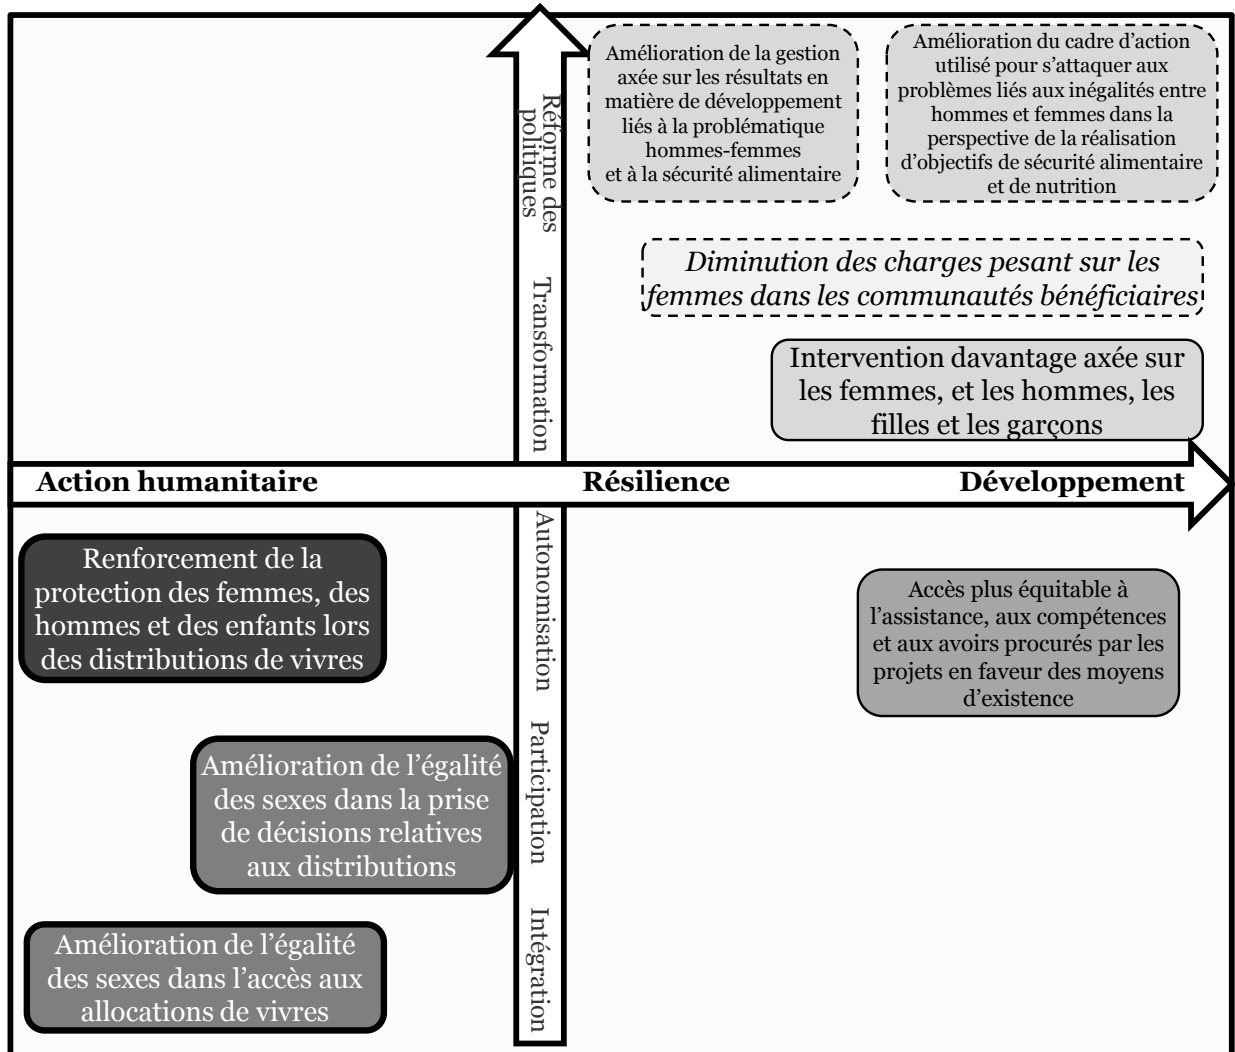 Amélioration de la gestion
axée sur les résultats en
matière de développement
liés à la problématique
hommes-femmes
et à la sécurité alimentaire
Amélioration du cadre d’action
utilisé pour s’attaquer aux
problèmes liés aux inégalités entre
hommes et femmes dans la
perspective de la réalisation
d’objectifs de sécurité alimentaire
et de nutrition
Réforme des
politiques
Diminution des charges pesant sur les
femmes dans les communautés bénéficiaires
Transformation
Intervention davantage axée sur
les femmes, et les hommes, les
filles et les garçons
Action humanitaire
Résilience
Développement
Renforcement de la
protection des femmes, des
hommes et des enfants lors
des distributions de vivres
Autonomisation
Accès plus équitable à
l’assistance, aux compétences
et aux avoirs procurés par les
projets en faveur des moyens
d’existence
Amélioration de l’égalité
des sexes dans la prise
de décisions relatives
aux distributions
Participation
Amélioration de l’égalité
des sexes dans l’accès aux
allocations de vivres
Intégration